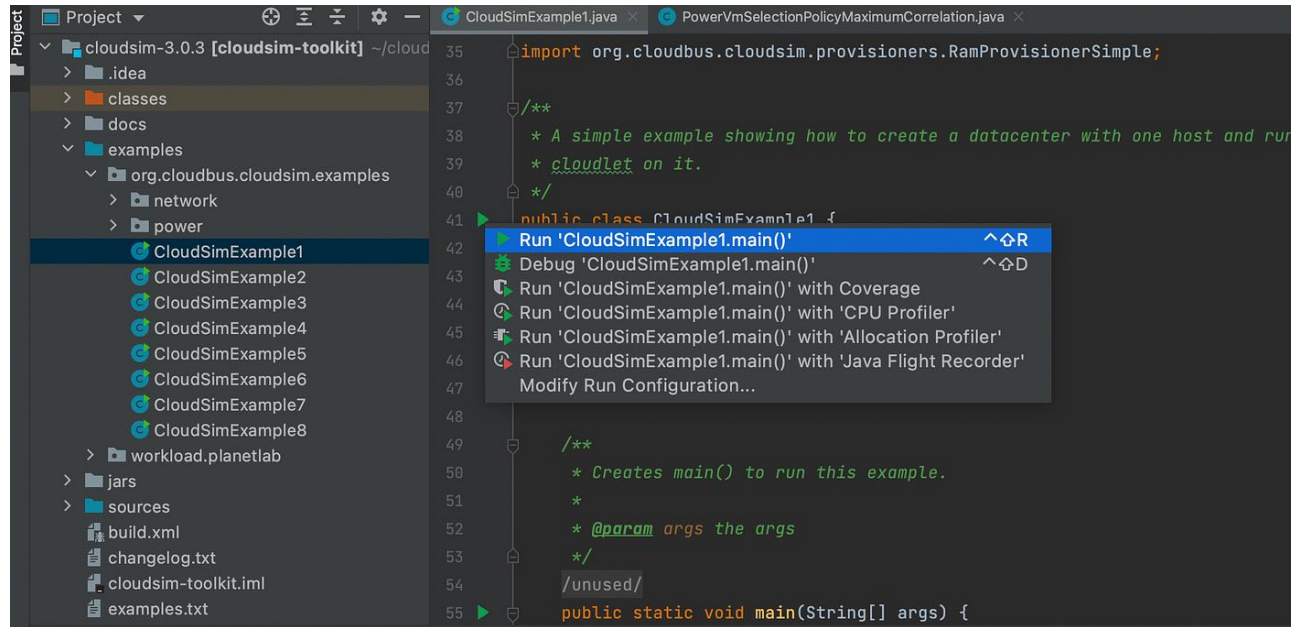 Project
Project
cloudsim-3.0.3 [cloudsim-toolkit] ~/cloud
.idea
classes
docs
examples
org.cloudbus.cloudsim.examples
network
power
CloudSimExample1
CloudSimExample2
CloudSimExample3
CloudSimExample4
CloudSimExample5
CloudSimExample6
CloudSimExample7
CloudSimExample8
workload.planetlab
jars
sources
build.xml
changelog.txt
cloudsim-toolkit.iml
examples.txt
CloudSimExample1.java
PowerVmSelectionPolicyMaximumCorrelation.java
35 import org.cloudbus.cloudsim.provisioners.RamProvisionerSimple;
36
37 /**
38 * A simple example showing how to create a datacenter with one host and run
39 * cloudlet on it.
40 */
41 public class CloudSimExample1 {
42
43
44
45
46
47
48
49 /**
50 * Creates main() to run this example.
51 *
52 * @param args the args
53 */
54 /unused/
55 public static void main(String[] args) {
Run 'CloudSimExample1.main()' ^⇧R
Debug 'CloudSimExample1.main()' ^⇧D
Run 'CloudSimExample1.main()' with Coverage
Run 'CloudSimExample1.main()' with 'CPU Profiler'
Run 'CloudSimExample1.main()' with 'Allocation Profiler'
Run 'CloudSimExample1.main()' with 'Java Flight Recorder'
Modify Run Configuration...